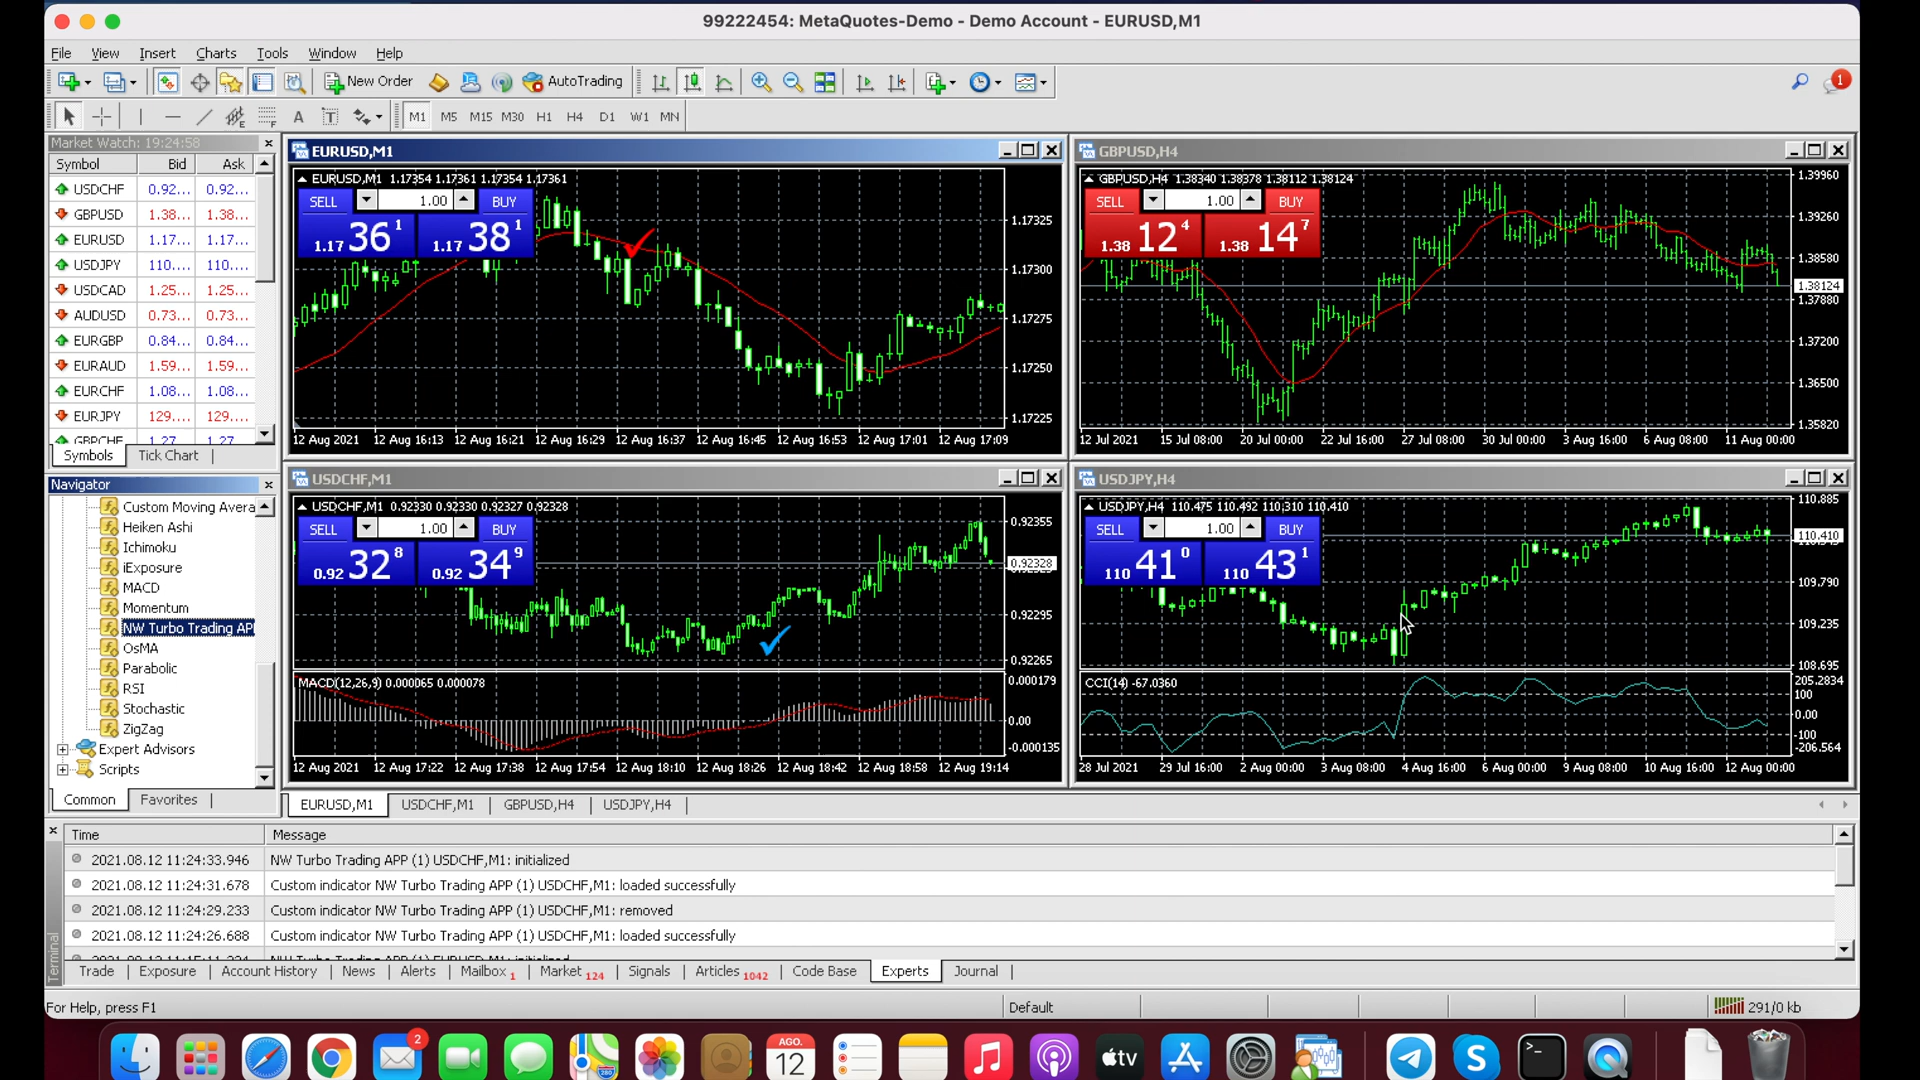 99222454: MetaQuotes-Demo - Demo Account - EURUSD,M1
File View Insert Charts Tools Window Help
New Order AutoTrading 1
E F A T M1 M5 M15 M30 H1 H4 D1 W1 MN
Market Watch: 19:24:58
Symbol Bid Ask
USDCHF 0.92... 0.92...
GBPUSD 1.38... 1.38...
EURUSD 1.17... 1.17...
USDJPY 110.... 110....
USDCAD 1.25... 1.25...
AUDUSD 0.73... 0.73...
EURGBP 0.84... 0.84...
EURAUD 1.59... 1.59...
EURCHF 1.08... 1.08...
EURJPY 129.... 129....
GBPCHF 1.27 1.27
Symbols Tick Chart
Navigator
Custom Moving Avera
Heiken Ashi
Ichimoku
iExposure
MACD
Momentum
NW Turbo Trading AP
OsMA
Parabolic
RSI
Stochastic
ZigZag
Expert Advisors
Scripts
Common Favorites
EURUSD,M1
EURUSD,M1 1.17354 1.17361 1.17354 1.17361
SELL 1.00 BUY
1.17 36 1 1.17 38 1
1.17325
1.17300
1.17275
1.17250
1.17225
12 Aug 2021 12 Aug 16:13 12 Aug 16:21 12 Aug 16:29 12 Aug 16:37 12 Aug 16:45 12 Aug 16:53 12 Aug 17:01 12 Aug 17:09
GBPUSD,H4
GBPUSD,H4 1.38340 1.38378 1.38112 1.38124
SELL 1.00 BUY
1.38 12 4 1.38 14 7
1.39960
1.39260
1.38580
1.38124
1.37880
1.37200
1.36500
1.35820
12 Jul 2021 15 Jul 08:00 20 Jul 00:00 22 Jul 16:00 27 Jul 08:00 30 Jul 00:00 3 Aug 16:00 6 Aug 08:00 11 Aug 00:00
USDCHF,M1
USDCHF,M1 0.92330 0.92330 0.92327 0.92328
SELL 1.00 BUY
0.92 32 8 0.92 34 9
0.92355
0.92328
0.92295
0.92265
MACD(12,26,9) 0.000065 0.000078
0.000179
0.00
-0.000135
12 Aug 2021 12 Aug 17:22 12 Aug 17:38 12 Aug 17:54 12 Aug 18:10 12 Aug 18:26 12 Aug 18:42 12 Aug 18:58 12 Aug 19:14
USDJPY,H4
USDJPY,H4 110.475 110.492 110.310 110.410
SELL 1.00 BUY
110 41 0 110 43 1
110.885
110.410
109.790
109.235
108.695
CCI(14) -67.0360
205.2834
100
0.00
-100
-206.564
28 Jul 2021 29 Jul 16:00 2 Aug 00:00 3 Aug 08:00 4 Aug 16:00 6 Aug 00:00 9 Aug 08:00 10 Aug 16:00 12 Aug 00:00
EURUSD,M1 USDCHF,M1 GBPUSD,H4 USDJPY,H4
Time Message
2021.08.12 11:24:33.946 NW Turbo Trading APP (1) USDCHF,M1: initialized
2021.08.12 11:24:31.678 Custom indicator NW Turbo Trading APP (1) USDCHF,M1: loaded successfully
2021.08.12 11:24:29.233 Custom indicator NW Turbo Trading APP (1) USDCHF,M1: removed
2021.08.12 11:24:26.688 Custom indicator NW Turbo Trading APP (1) USDCHF,M1: loaded successfully
Terminal
Trade Exposure Account History News Alerts Mailbox 1 Market 124 Signals Articles 1042 Code Base Experts Journal
For Help, press F1 Default 291/0 kb
2 AGO. 12 tv S